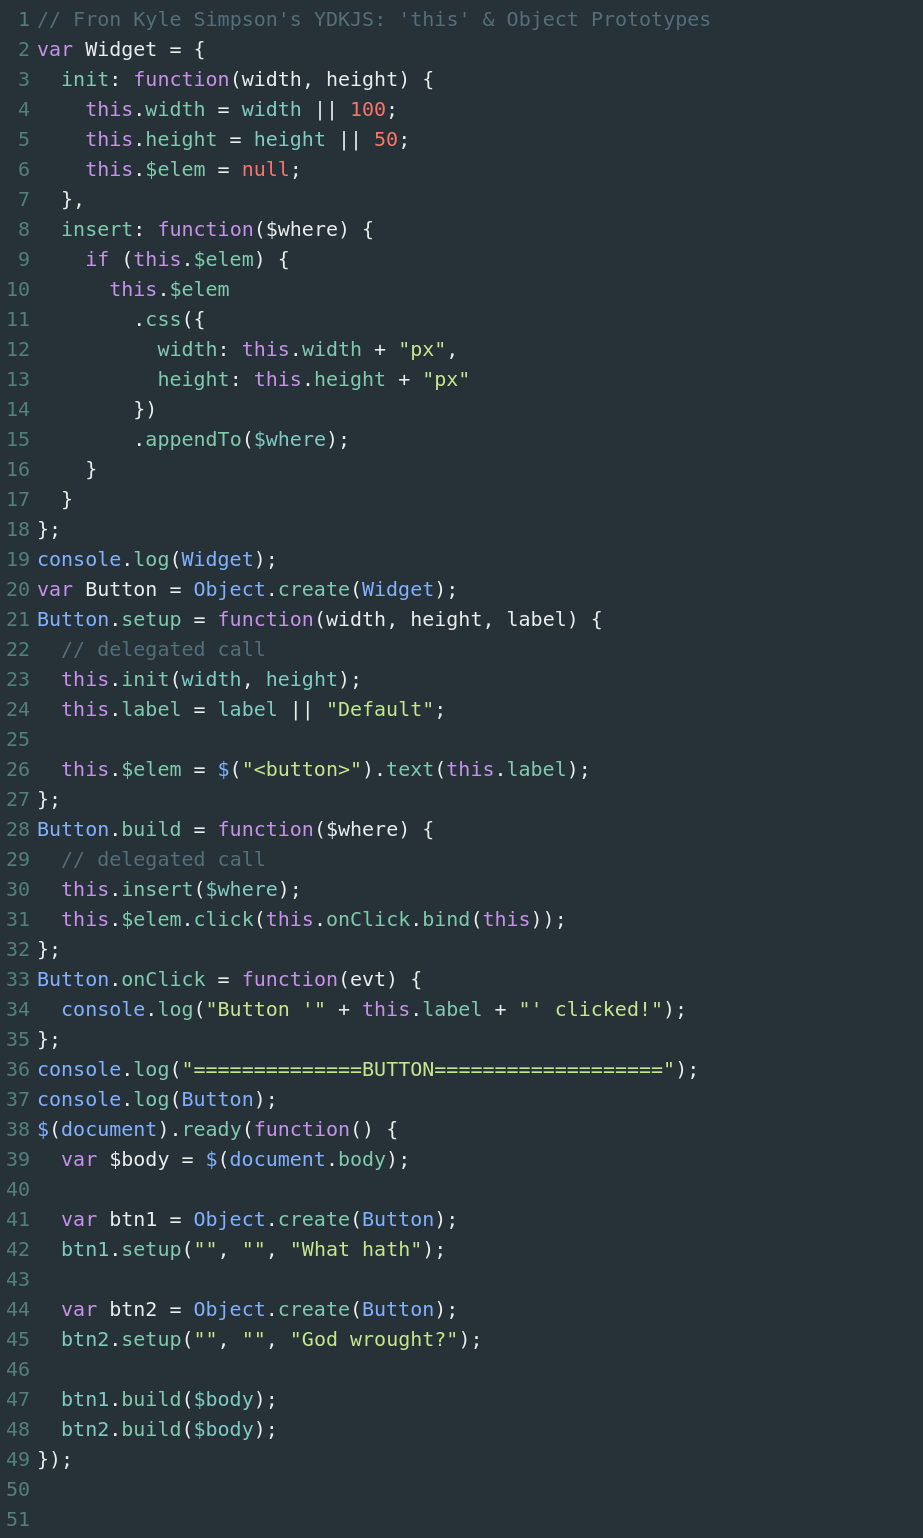 1 // Fron Kyle Simpson's YDKJS: 'this' & Object Prototypes
2 var Widget = {
3   init: function(width, height) {
4     this.width = width || 100;
5     this.height = height || 50;
6     this.$elem = null;
7   },
8   insert: function($where) {
9     if (this.$elem) {
10       this.$elem
11         .css({
12           width: this.width + "px",
13           height: this.height + "px"
14         })
15         .appendTo($where);
16     }
17   }
18 };
19 console.log(Widget);
20 var Button = Object.create(Widget);
21 Button.setup = function(width, height, label) {
22   // delegated call
23   this.init(width, height);
24   this.label = label || "Default";
25
26   this.$elem = $("<button>").text(this.label);
27 };
28 Button.build = function($where) {
29   // delegated call
30   this.insert($where);
31   this.$elem.click(this.onClick.bind(this));
32 };
33 Button.onClick = function(evt) {
34   console.log("Button '" + this.label + "' clicked!");
35 };
36 console.log("==============BUTTON===================");
37 console.log(Button);
38 $(document).ready(function() {
39   var $body = $(document.body);
40
41   var btn1 = Object.create(Button);
42   btn1.setup("", "", "What hath");
43
44   var btn2 = Object.create(Button);
45   btn2.setup("", "", "God wrought?");
46
47   btn1.build($body);
48   btn2.build($body);
49 });
50
51